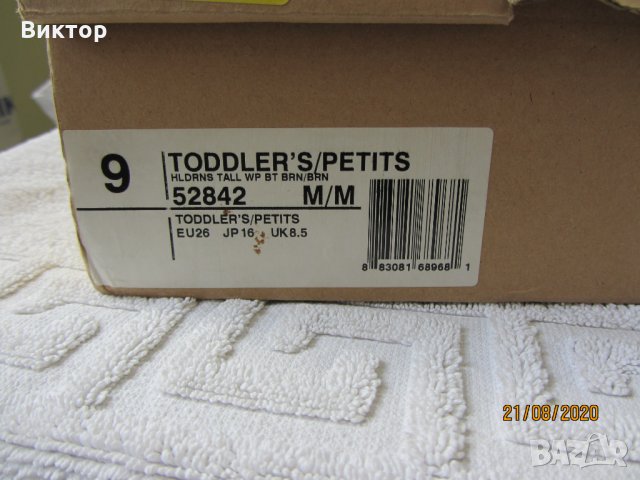 Виктор
9
TODDLER'S/PETITS
HLDRNS TALL WP BT BRN/BRN
52842 M/M
TODDLER'S/PETITS
EU26 JP16 UK8.5
8 83081 68968 1
21/08/2020
BAZAR